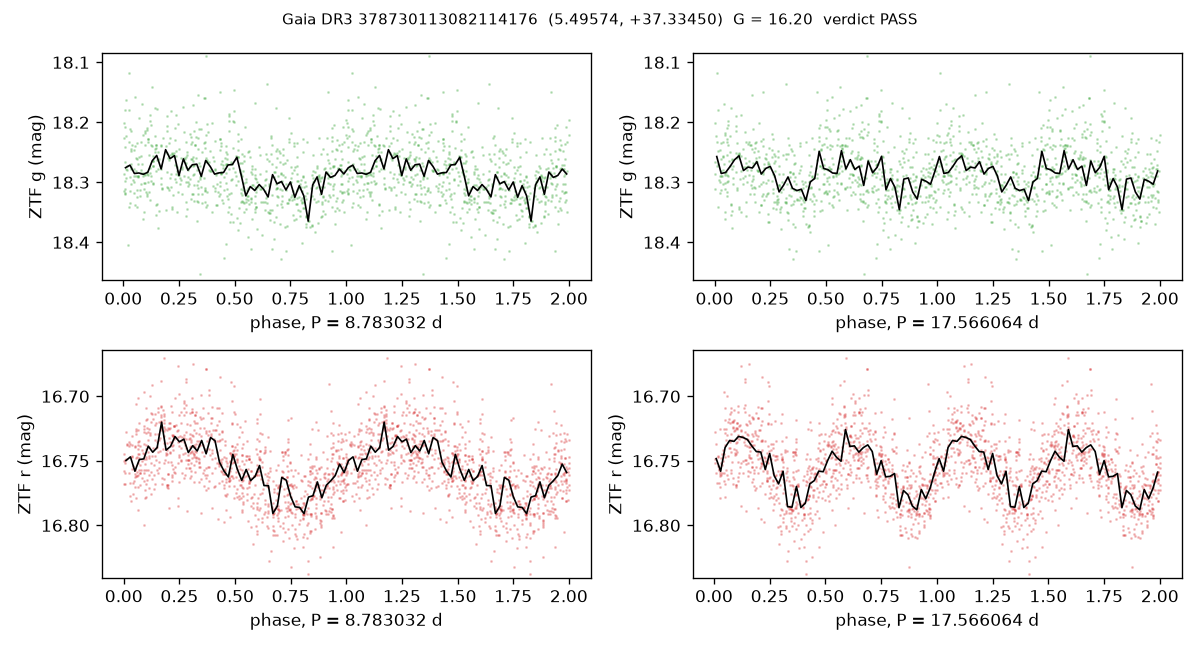 Gaia DR3 378730113082114176 (5.49574, +37.33450) G = 16.20 verdict PASS
ZTF g (mag)
18.1
18.2
18.3
18.4
0.00 0.25 0.50 0.75 1.00 1.25 1.50 1.75 2.00
phase, P = 8.783032 d
ZTF g (mag)
18.1
18.2
18.3
18.4
0.00 0.25 0.50 0.75 1.00 1.25 1.50 1.75 2.00
phase, P = 17.566064 d
ZTF r (mag)
16.70
16.75
16.80
0.00 0.25 0.50 0.75 1.00 1.25 1.50 1.75 2.00
phase, P = 8.783032 d
ZTF r (mag)
16.70
16.75
16.80
0.00 0.25 0.50 0.75 1.00 1.25 1.50 1.75 2.00
phase, P = 17.566064 d